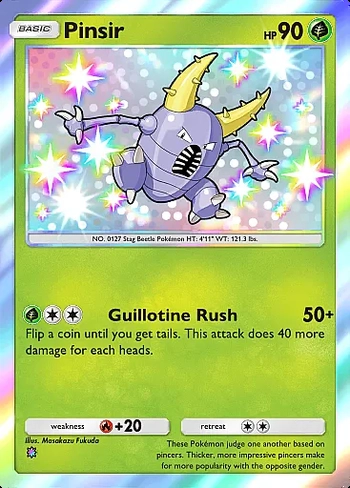 BASIC Pinsir HP 90
NO. 0127 Stag Beetle Pokémon HT: 4'11" WT: 121.3 lbs.
Guillotine Rush 50+
Flip a coin until you get tails. This attack does 40 more
damage for each heads.
weakness +20 retreat
Illus. Masakazu Fukuda
These Pokémon judge one another based on
pincers. Thicker, more impressive pincers make
for more popularity with the opposite gender.